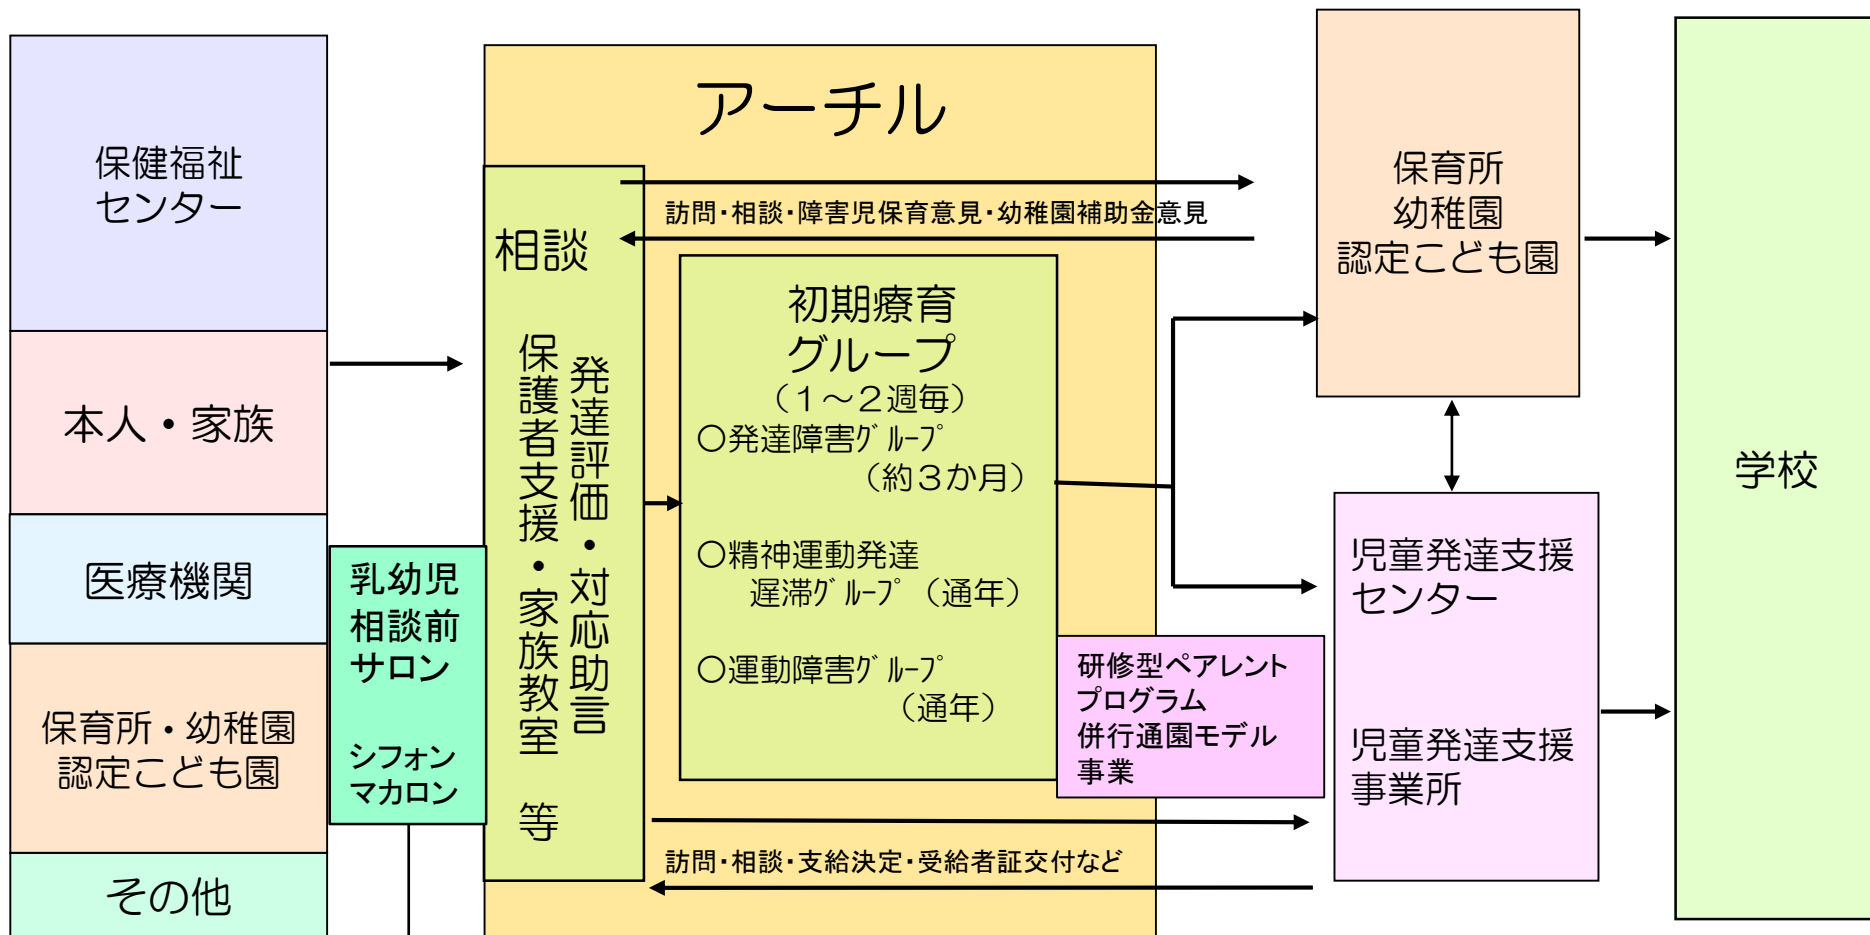 保健福祉
センター
本人・家族
医療機関
保育所・幼稚園
認定こども園
その他
乳幼児
相談前
サロン
シフォン
マカロン
アーチル
相談
発達評価・対応助言
保護者支援・家族教室 等
訪問・相談・障害児保育意見・幼稚園補助金意見
初期療育
グループ
(1～2週毎)
○発達障害ｸﾞﾙｰﾌﾟ
(約3か月)
○精神運動発達
遅滞ｸﾞﾙｰﾌﾟ(通年)
○運動障害ｸﾞﾙｰﾌﾟ
(通年)
研修型ペアレント
プログラム
併行通園モデル
事業
訪問・相談・支給決定・受給者証交付など
保育所
幼稚園
認定こども園
児童発達支援
センター
児童発達支援
事業所
学校